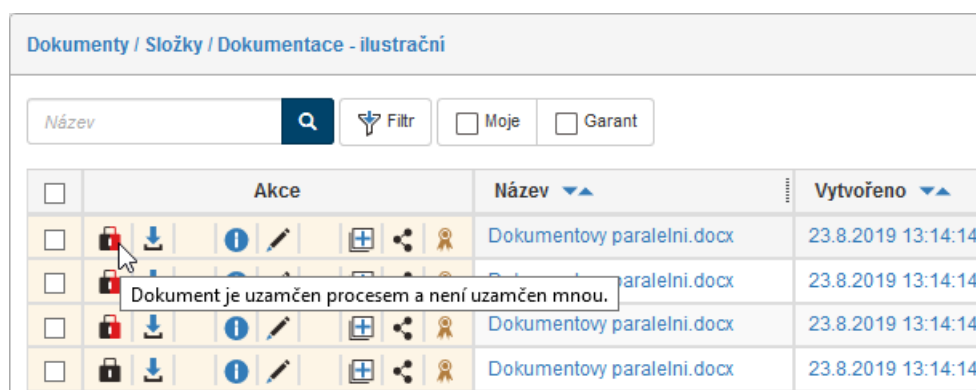 Dokumenty / Složky / Dokumentace - ilustrační
Název Filtr Moje Garant
Akce Název Vytvořeno
Dokumentovy paralelni.docx 23.8.2019 13:14:14
paralelni.docx 23.8.2019 13:14:14
Dokument je uzamčen procesem a není uzamčen mnou.
Dokumentovy paralelni.docx 23.8.2019 13:14:14
Dokumentovy paralelni.docx 23.8.2019 13:14:14